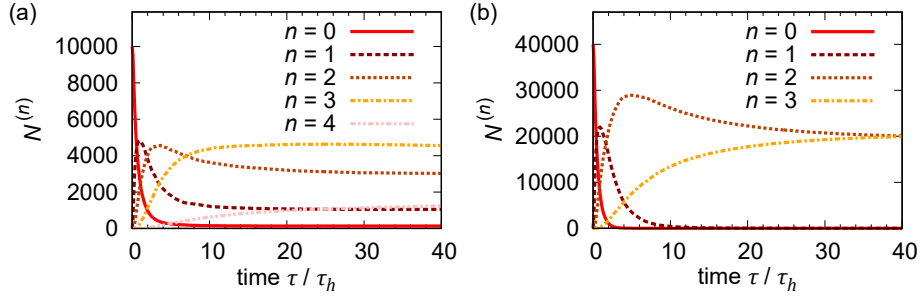 (a)
10000
8000
6000
4000
2000
0
N⁽ⁿ⁾
n = 0
n = 1
n = 2
n = 3
n = 4
0 10 20 30 40
time τ / τₕ
(b)
40000
30000
20000
10000
0
N⁽ⁿ⁾
n = 0
n = 1
n = 2
n = 3
0 10 20 30 40
time τ / τₕ